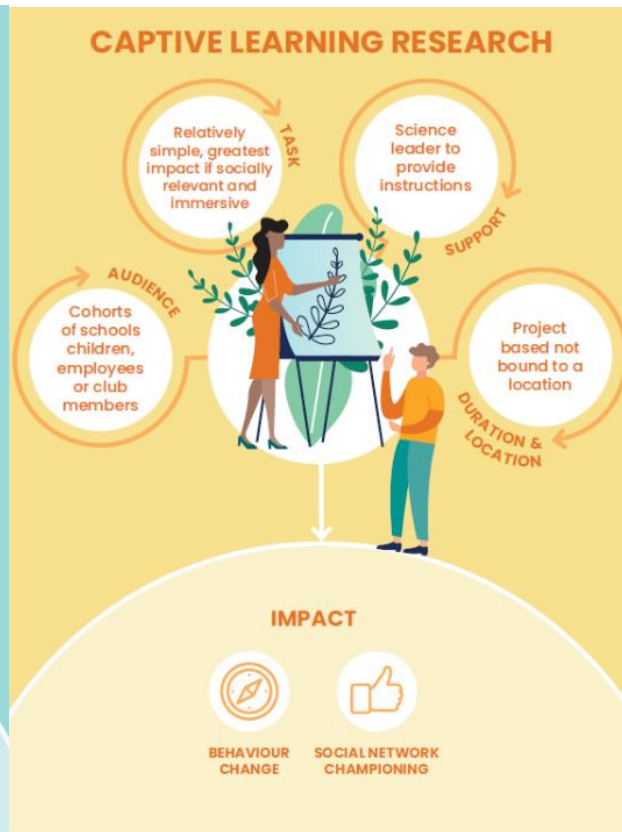 CAPTIVE LEARNING RESEARCH
Relatively
simple, greatest
impact if socially
relevant and
immersive
TASK
Science
leader to
provide
instructions
SUPPORT
AUDIENCE
Cohorts
of schools
children,
employees
or club
members
Project
based not
bound to a
location
DURATION &
LOCATION
IMPACT
BEHAVIOUR
CHANGE
SOCIAL NETWORK
CHAMPIONING